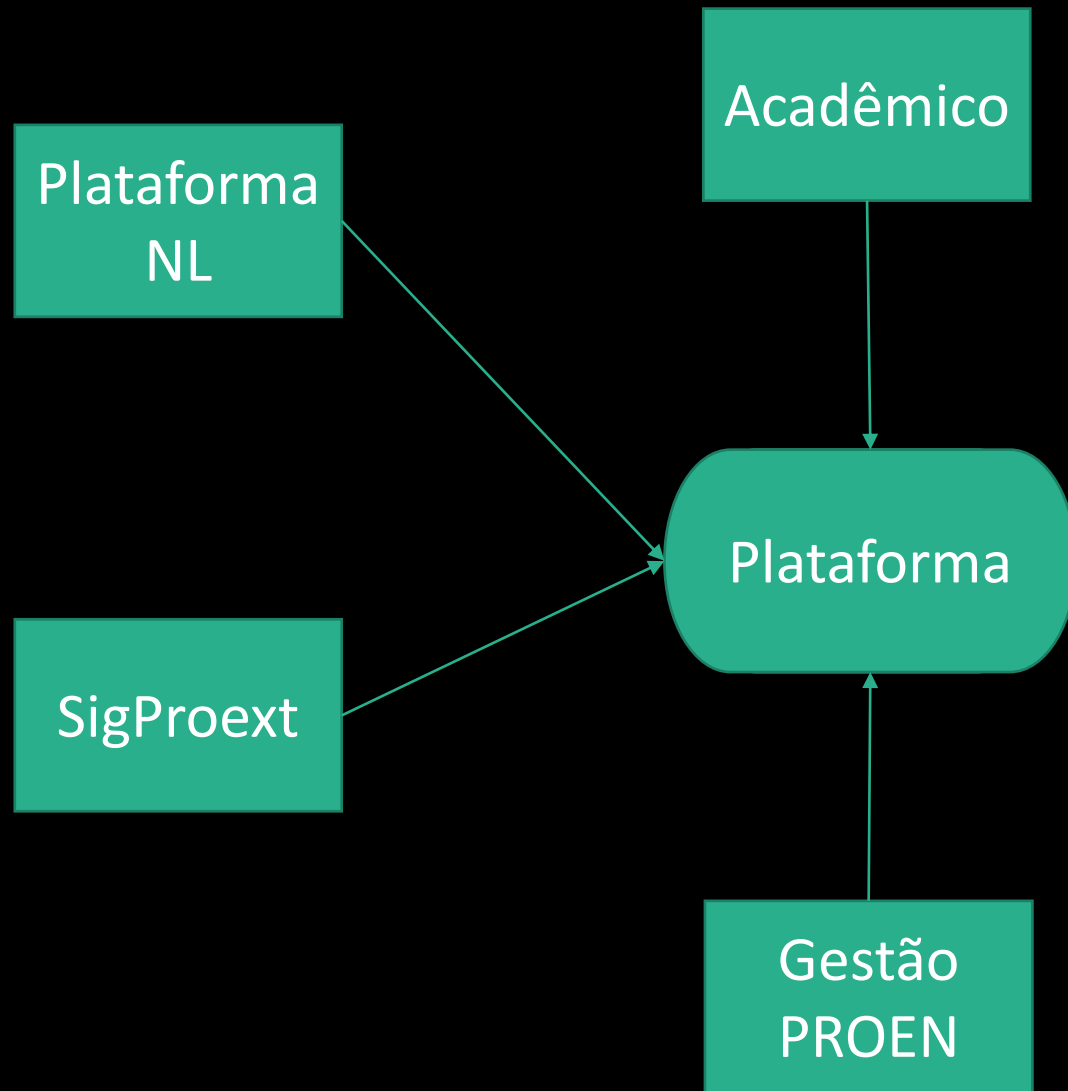 Acadêmico
Plataforma
NL
Plataforma
SigProext
Gestão
PROEN